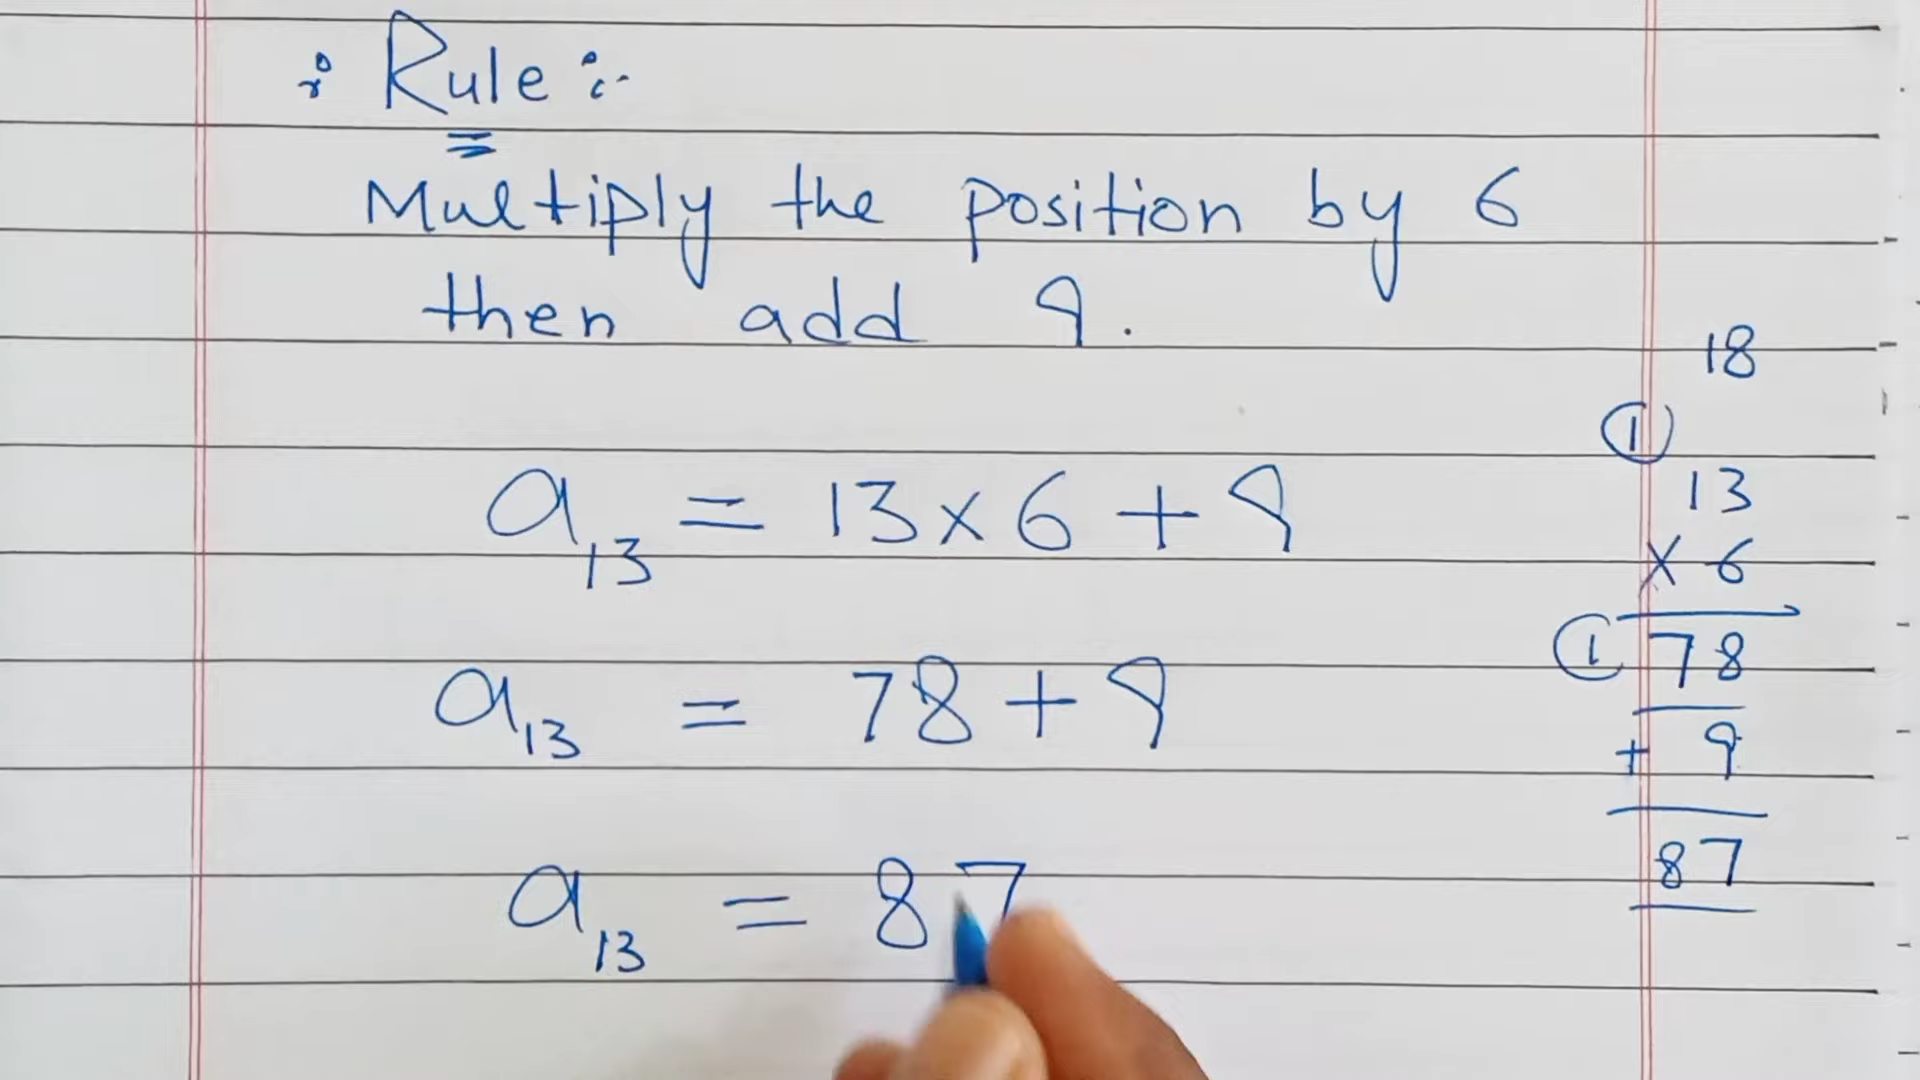 : Rule :-
Multiply the position by 6
then add 9.
a₁₃ = 13 × 6 + 9
a₁₃ = 78 + 9
a₁₃ = 87
18
①
13
× 6
① 78
+ 9
87